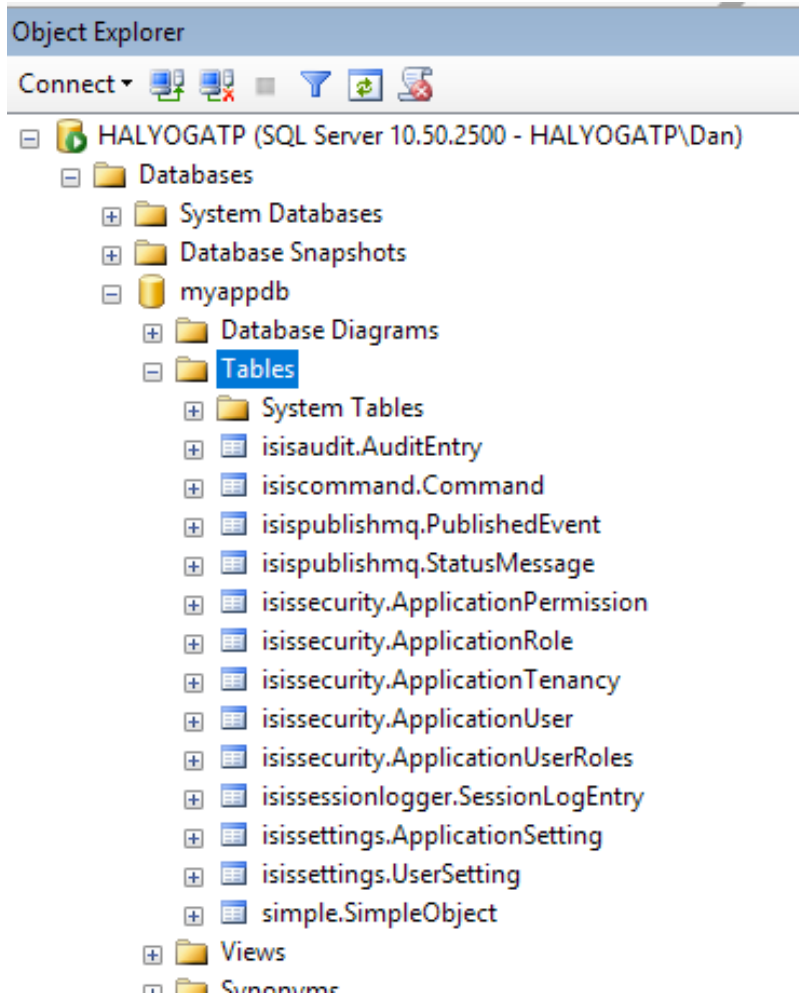 Object Explorer
Connect
HALYOGATP (SQL Server 10.50.2500 - HALYOGATP\Dan)
Databases
System Databases
Database Snapshots
myappdb
Database Diagrams
Tables
System Tables
isisaudit.AuditEntry
isiscommand.Command
isispublishmq.PublishedEvent
isispublishmq.StatusMessage
isissecurity.ApplicationPermission
isissecurity.ApplicationRole
isissecurity.ApplicationTenancy
isissecurity.ApplicationUser
isissecurity.ApplicationUserRoles
isissessionlogger.SessionLogEntry
isissettings.ApplicationSetting
isissettings.UserSetting
simple.SimpleObject
Views
Synonyms